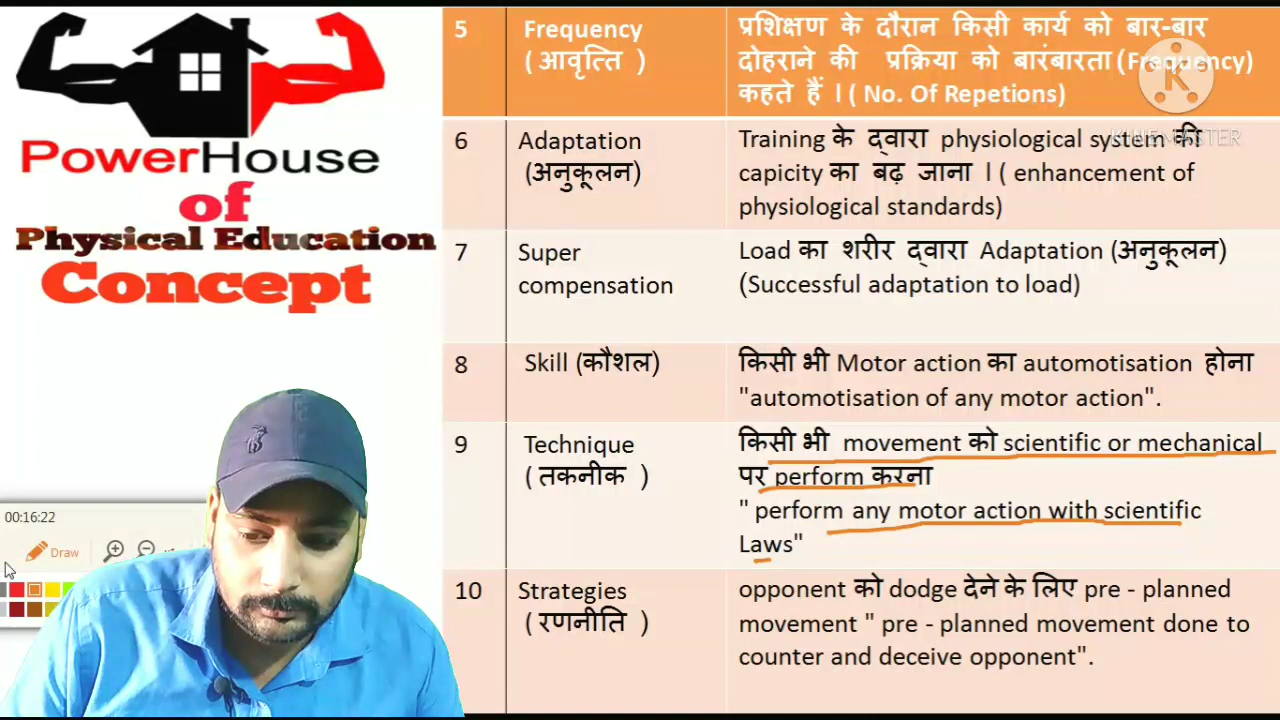 PowerHouse
of
Physical Education
Concept
5
Frequency
( आवृत्ति )
प्रशिक्षण के दौरान किसी कार्य को बार-बार
दोहराने की प्रक्रिया को बारंबारता (Frequency)
कहते हैं । ( No. Of Repetions)
K
KINEMASTER
6
Adaptation
(अनुकूलन)
Training के द्वारा physiological system की
capicity का बढ़ जाना । ( enhancement of
physiological standards)
7
Super
compensation
Load का शरीर द्वारा Adaptation (अनुकूलन)
(Successful adaptation to load)
8
Skill (कौशल)
किसी भी Motor action का automotisation होना
"automotisation of any motor action".
9
Technique
( तकनीक )
किसी भी movement को scientific or mechanical
पर perform करना
" perform any motor action with scientific
Laws"
10
Strategies
( रणनीति )
opponent को dodge देने के लिए pre - planned
movement " pre - planned movement done to
counter and deceive opponent".
00:16:22
Draw